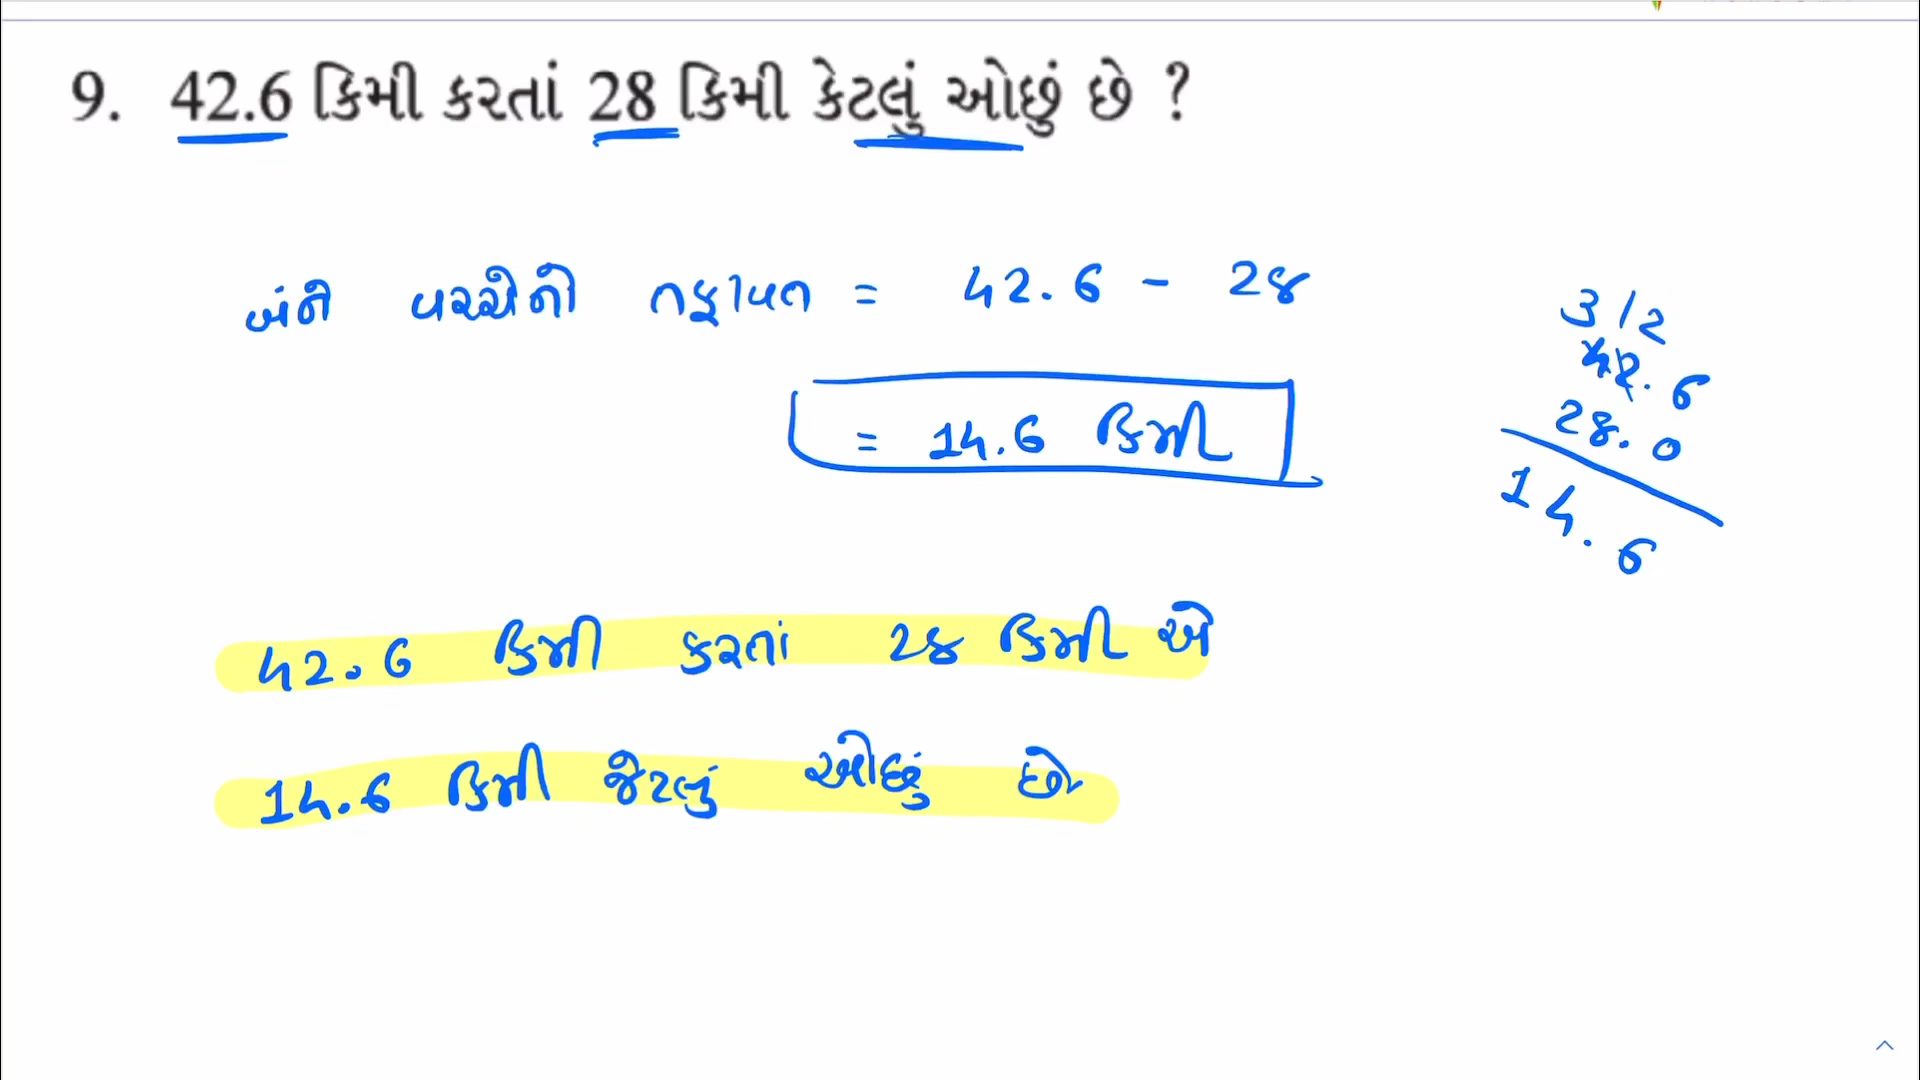 9. 42.6 કિમી કરતાં 28 કિમી કેટલું ઓછું છે ?
બંને વચ્ચેનો તફાવત = 42.6 - 28
= 14.6 કિમી
3 12
42.6
28.0
14.6
42.6 કિમી કરતાં 28 કિમી એ
14.6 કિમી જેટલું ઓછું છે